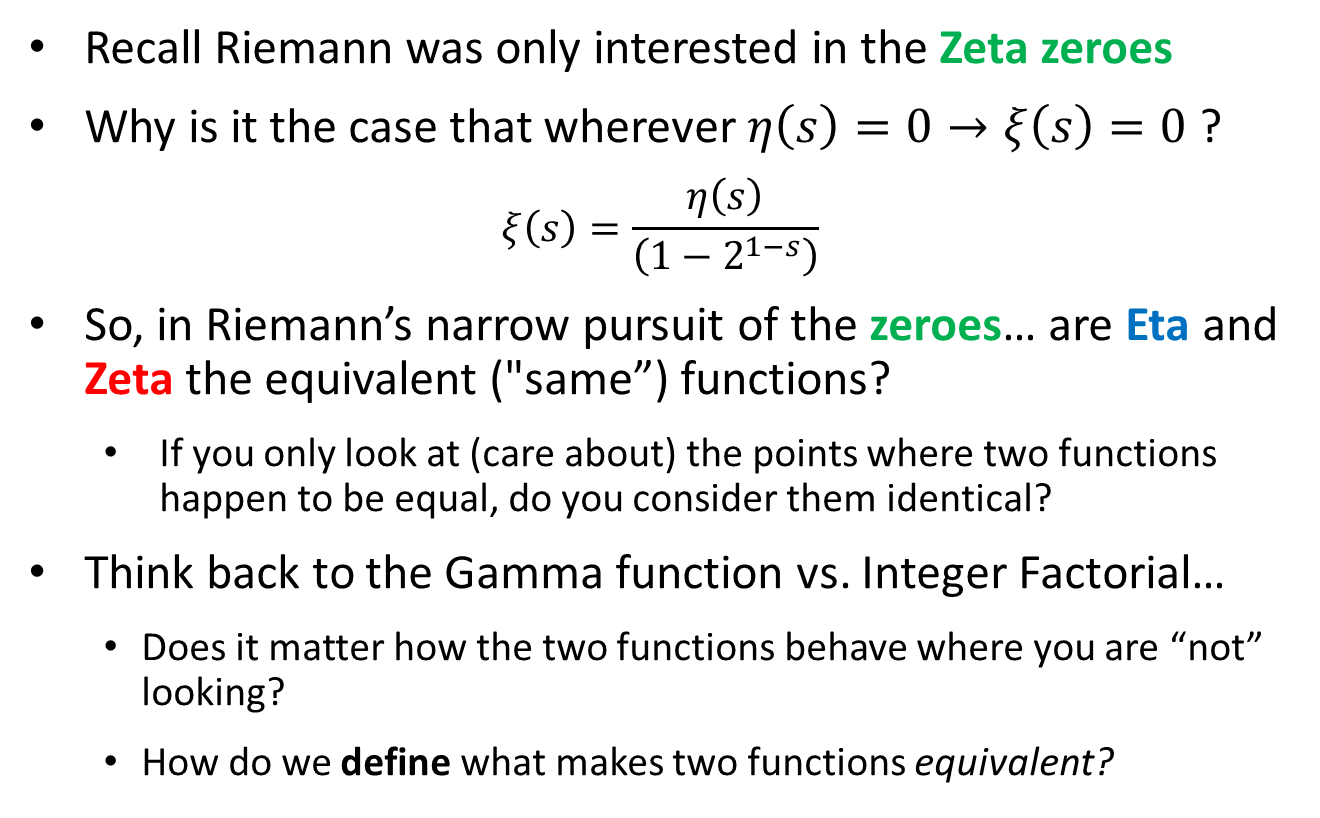 • Recall Riemann was only interested in the Zeta zeroes
• Why is it the case that wherever η(s) = 0 → ξ(s) = 0 ?
ξ(s) = η(s) / (1 − 2^{1−s})
• So, in Riemann’s narrow pursuit of the zeroes… are Eta and
Zeta the equivalent ("same”) functions?
• If you only look at (care about) the points where two functions
happen to be equal, do you consider them identical?
• Think back to the Gamma function vs. Integer Factorial…
• Does it matter how the two functions behave where you are “not”
looking?
• How do we define what makes two functions equivalent?